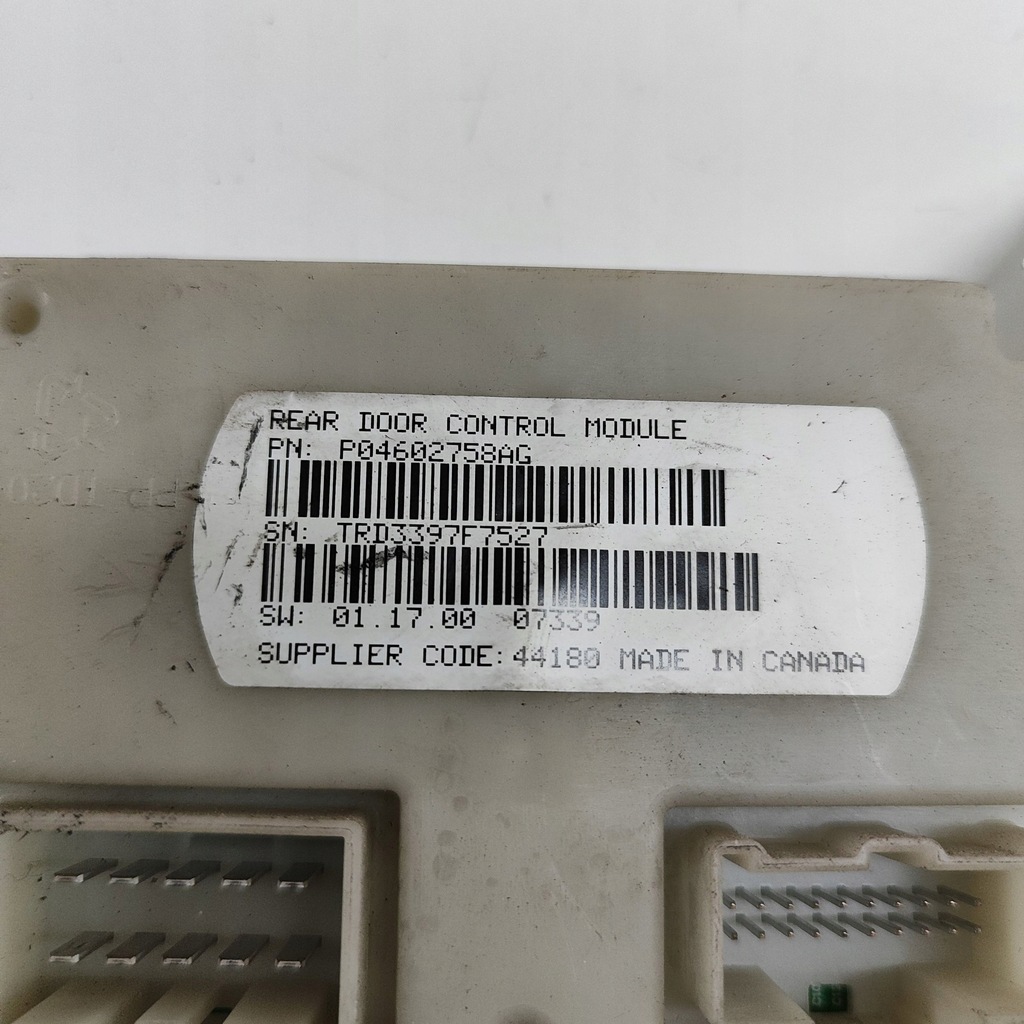 REAR DOOR CONTROL MODULE
PN: P04602758AG
SN: TRD3397F7527
SW: 01.17.00 07339
SUPPLIER CODE: 44180 MADE IN CANADA